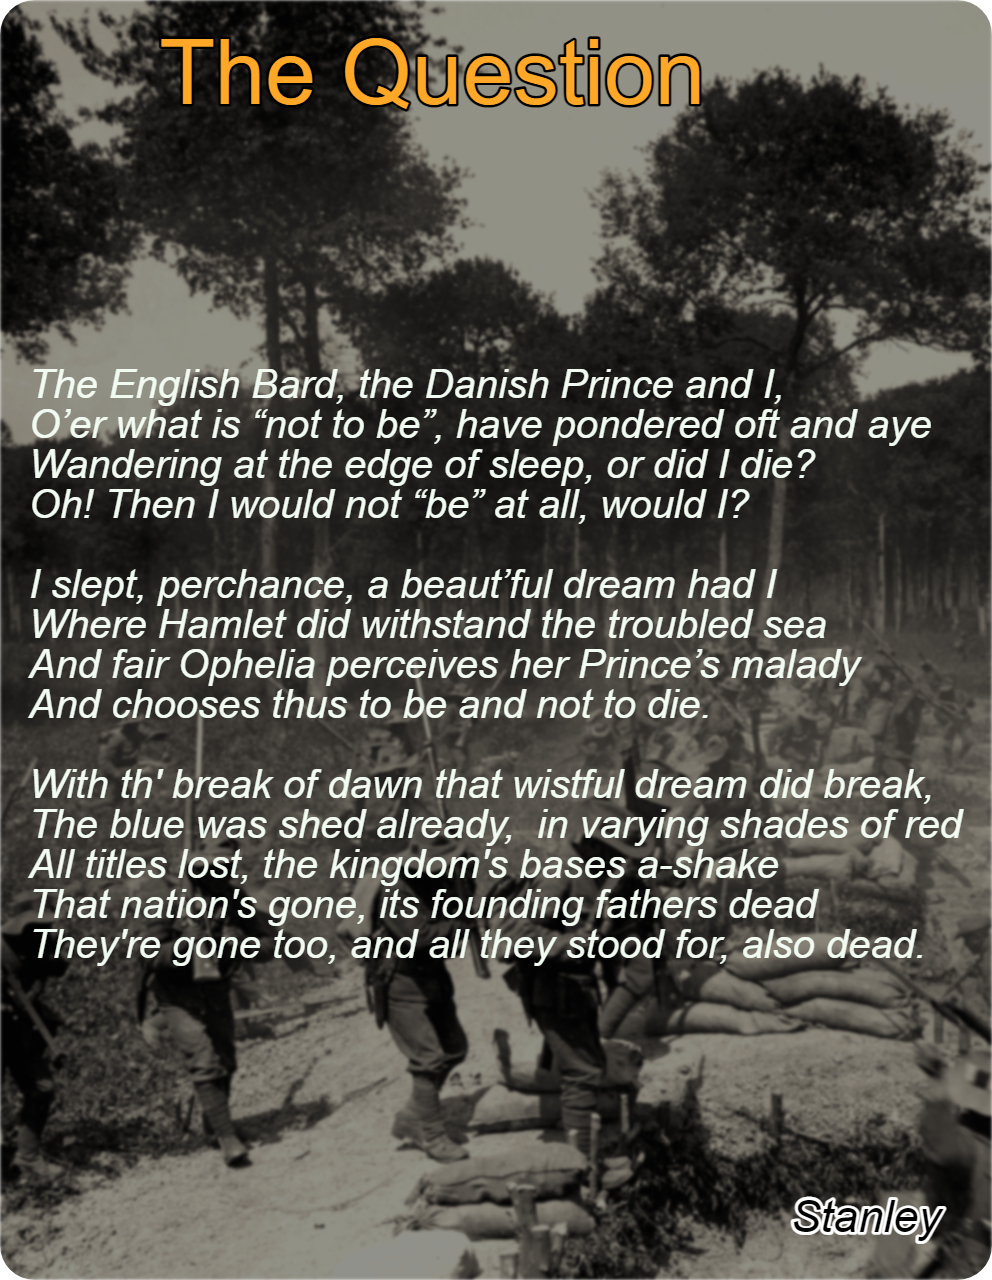 The Question
The English Bard, the Danish Prince and I,
O’er what is “not to be”, have pondered oft and aye
Wandering at the edge of sleep, or did I die?
Oh! Then I would not “be” at all, would I?
I slept, perchance, a beaut’ful dream had I
Where Hamlet did withstand the troubled sea
And fair Ophelia perceives her Prince’s malady
And chooses thus to be and not to die.
With th' break of dawn that wistful dream did break,
The blue was shed already,  in varying shades of red
All titles lost, the kingdom's bases a-shake
That nation's gone, its founding fathers dead
They're gone too, and all they stood for, also dead.
Stanley